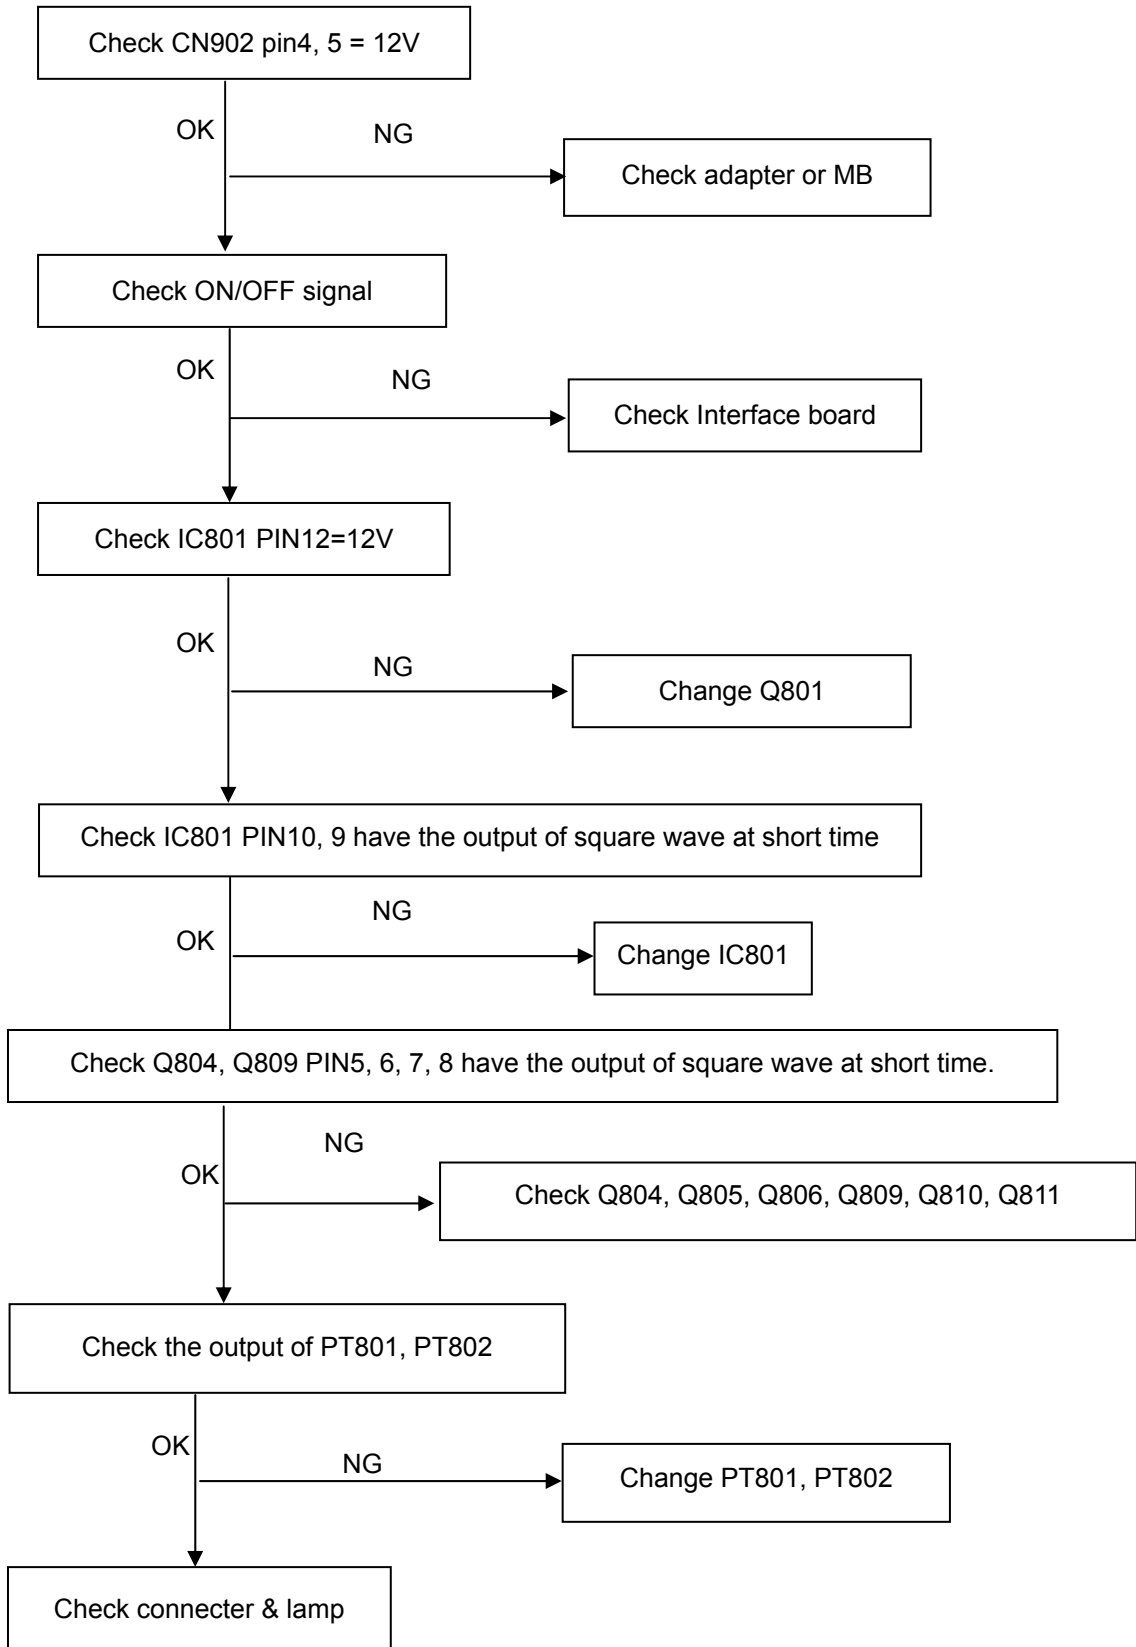 Check CN902 pin4, 5 = 12V
OK
NG
Check adapter or MB
Check ON/OFF signal
OK
NG
Check Interface board
Check IC801 PIN12=12V
OK
NG
Change Q801
Check IC801 PIN10, 9 have the output of square wave at short time
NG
OK
Change IC801
Check Q804, Q809 PIN5, 6, 7, 8 have the output of square wave at short time.
NG
OK
Check Q804, Q805, Q806, Q809, Q810, Q811
Check the output of PT801, PT802
OK
NG
Change PT801, PT802
Check connecter & lamp